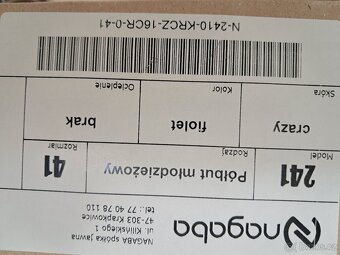 nagaba
NAGABA spółka jawna
ul. Kilińskiego 1
47-303 Krapkowice
tel.: 77 40 78 110
Model
241
Rodzaj
Półbut młodzieżowy
Rozmiar
41
Skóra
crazy
Kolor
fiolet
Ocieplenie
brak
N-2410-KRCZ-16CR-0-41